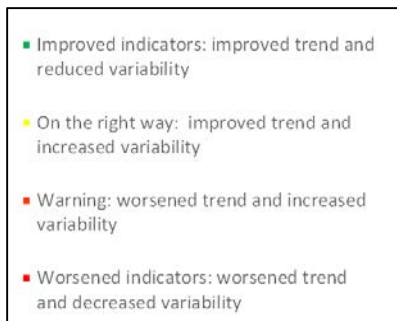 Improved indicators: improved trend and
reduced variability
On the right way: improved trend and
increased variability
Warning: worsened trend and increased
variability
Worsened indicators: worsened trend
and decreased variability